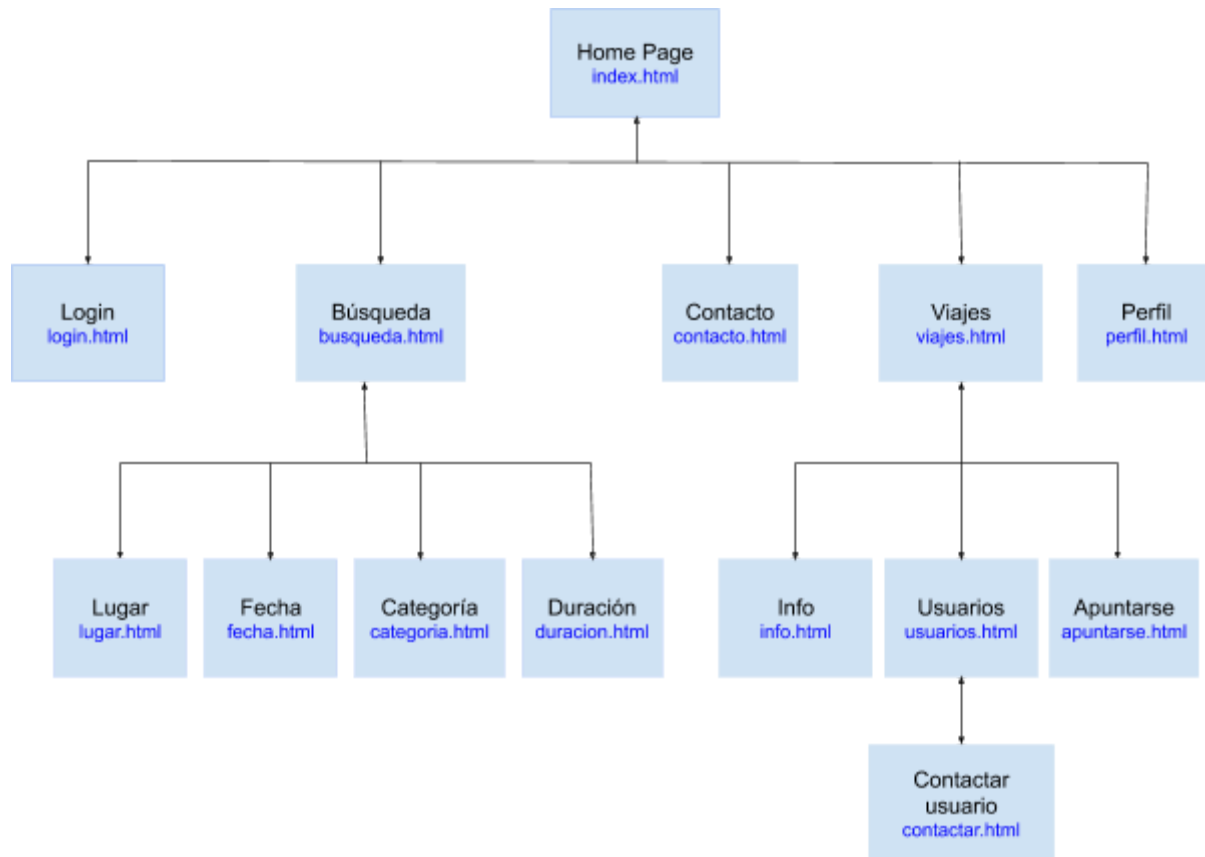 Home Page
index.html
Login
login.html
Búsqueda
busqueda.html
Contacto
contacto.html
Viajes
viajes.html
Perfil
perfil.html
Lugar
lugar.html
Fecha
fecha.html
Categoría
categoria.html
Duración
duracion.html
Info
info.html
Usuarios
usuarios.html
Apuntarse
apuntarse.html
Contactar
usuario
contactar.html